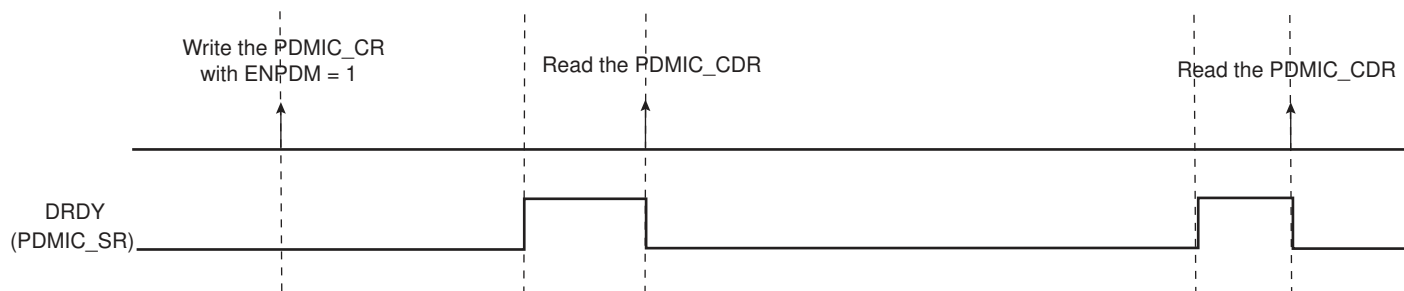 Write the PDMIC_CR
with ENPDM = 1
Read the PDMIC_CDR
Read the PDMIC_CDR
DRDY
(PDMIC_SR)